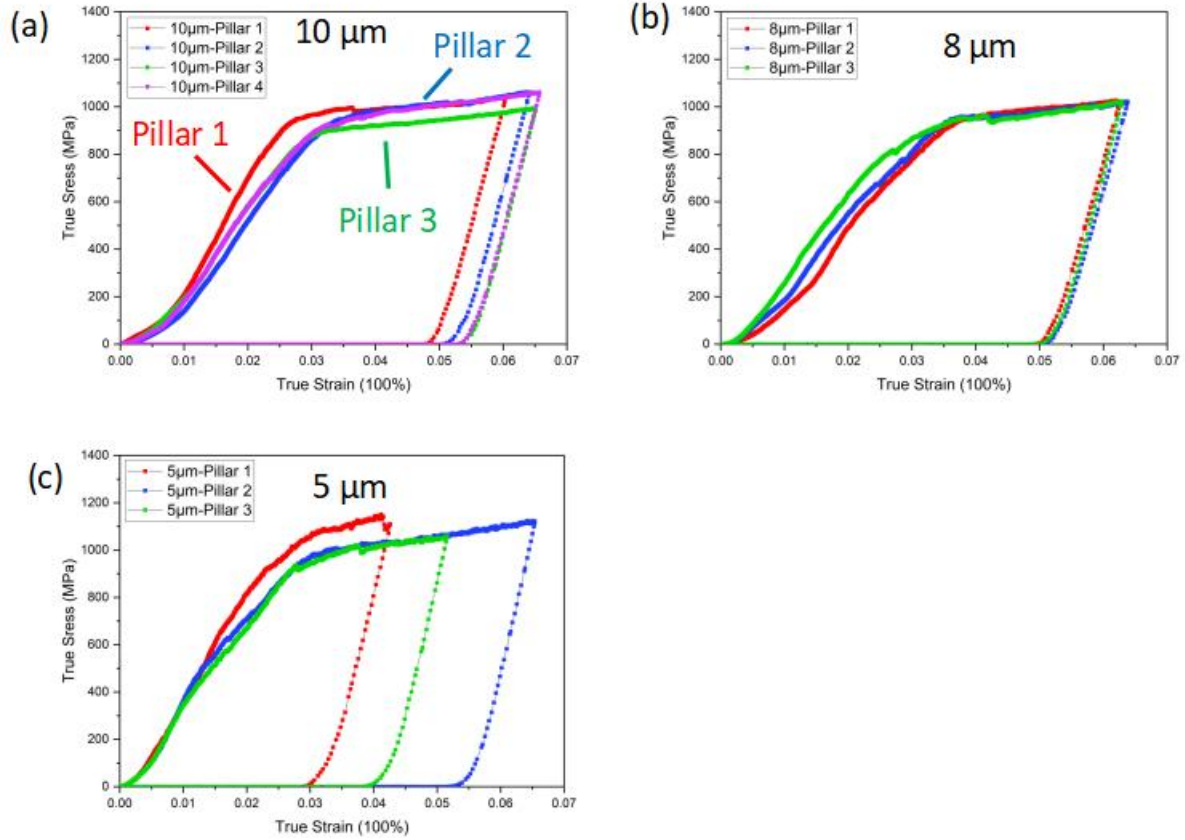 (a)
10 μm
10μm-Pillar 1
10μm-Pillar 2
10μm-Pillar 3
10μm-Pillar 4
Pillar 2
Pillar 1
Pillar 3
True Sress (MPa)
1400
1200
1000
800
600
400
200
0
0.00 0.01 0.02 0.03 0.04 0.05 0.06 0.07
True Strain (100%)
(b)
8 μm
8μm-Pillar 1
8μm-Pillar 2
8μm-Pillar 3
True Sress (MPa)
1400
1200
1000
800
600
400
200
0
0.00 0.01 0.02 0.03 0.04 0.05 0.06 0.07
True Strain (100%)
(c)
5 μm
5μm-Pillar 1
5μm-Pillar 2
5μm-Pillar 3
True Sress (MPa)
1400
1200
1000
800
600
400
200
0
0.00 0.01 0.02 0.03 0.04 0.05 0.06 0.07
True Strain (100%)